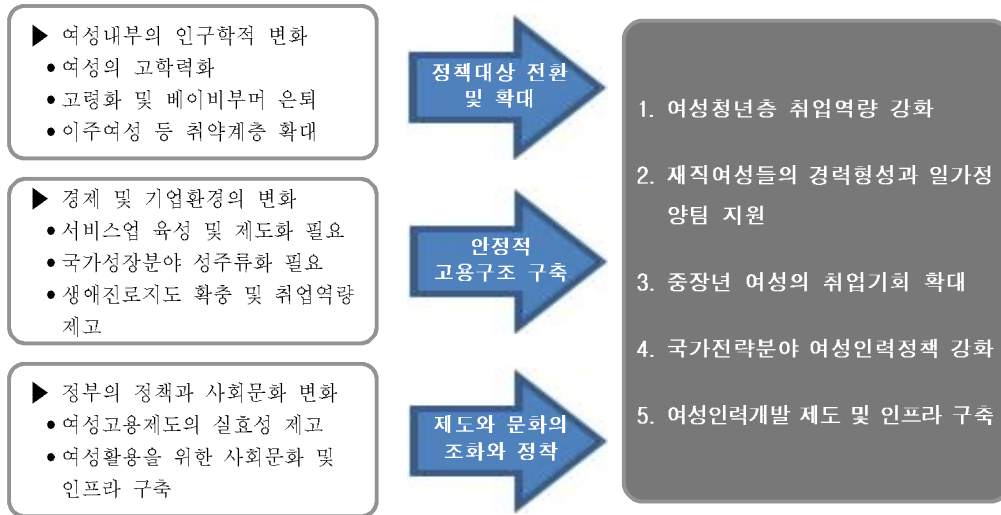 ▶ 여성내부의 인구학적 변화
• 여성의 고학력화
• 고령화 및 베이비부머 은퇴
• 이주여성 등 취약계층 확대
정책대상 전환
및 확대
▶ 경제 및 기업환경의 변화
• 서비스업 육성 및 제도화 필요
• 국가성장분야 성주류화 필요
• 생애진로지도 확충 및 취업역량
제고
안정적
고용구조 구축
▶ 정부의 정책과 사회문화 변화
• 여성고용제도의 실효성 제고
• 여성활용을 위한 사회문화 및
인프라 구축
제도와 문화의
조화와 정착
1. 여성청년층 취업역량 강화
2. 재직여성들의 경력형성과 일가정
양팀 지원
3. 중장년 여성의 취업기회 확대
4. 국가전략분야 여성인력정책 강화
5. 여성인력개발 제도 및 인프라 구축